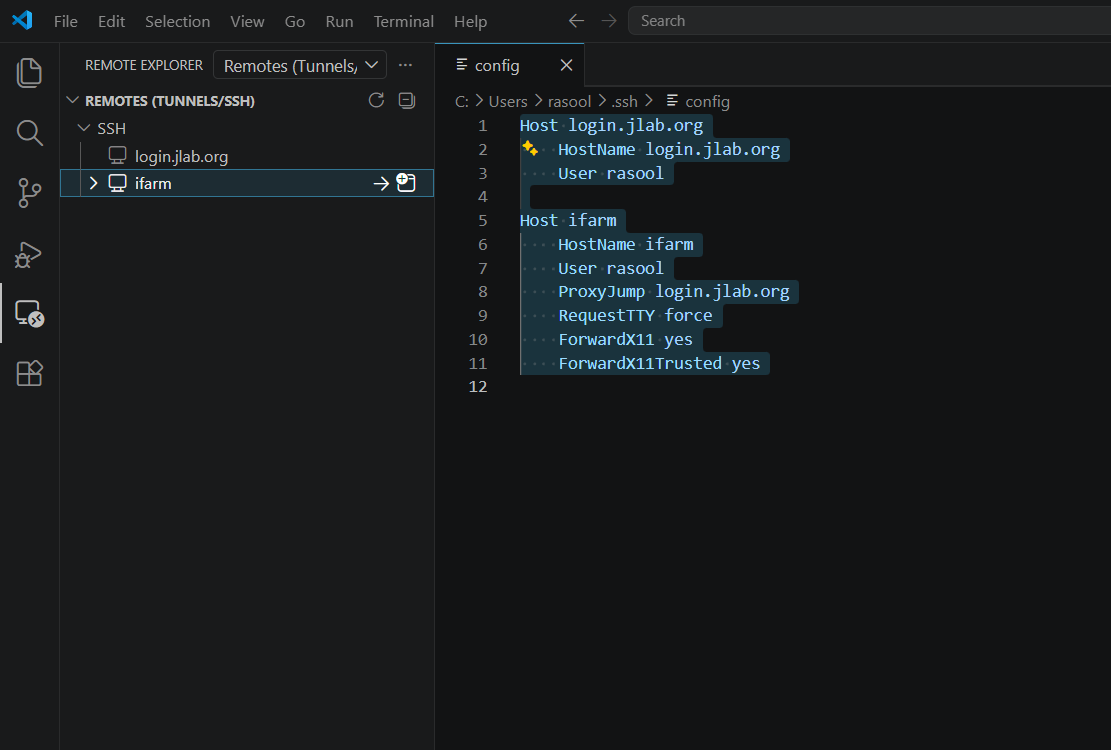 File Edit Selection View Go Run Terminal Help Search
REMOTE EXPLORER Remotes (Tunnels/ ...
REMOTES (TUNNELS/SSH)
SSH
login.jlab.org
ifarm
config
C: > Users > rasool > .ssh > config
1 Host login.jlab.org
2 HostName login.jlab.org
3 User rasool
4
5 Host ifarm
6 HostName ifarm
7 User rasool
8 ProxyJump login.jlab.org
9 RequestTTY force
10 ForwardX11 yes
11 ForwardX11Trusted yes
12